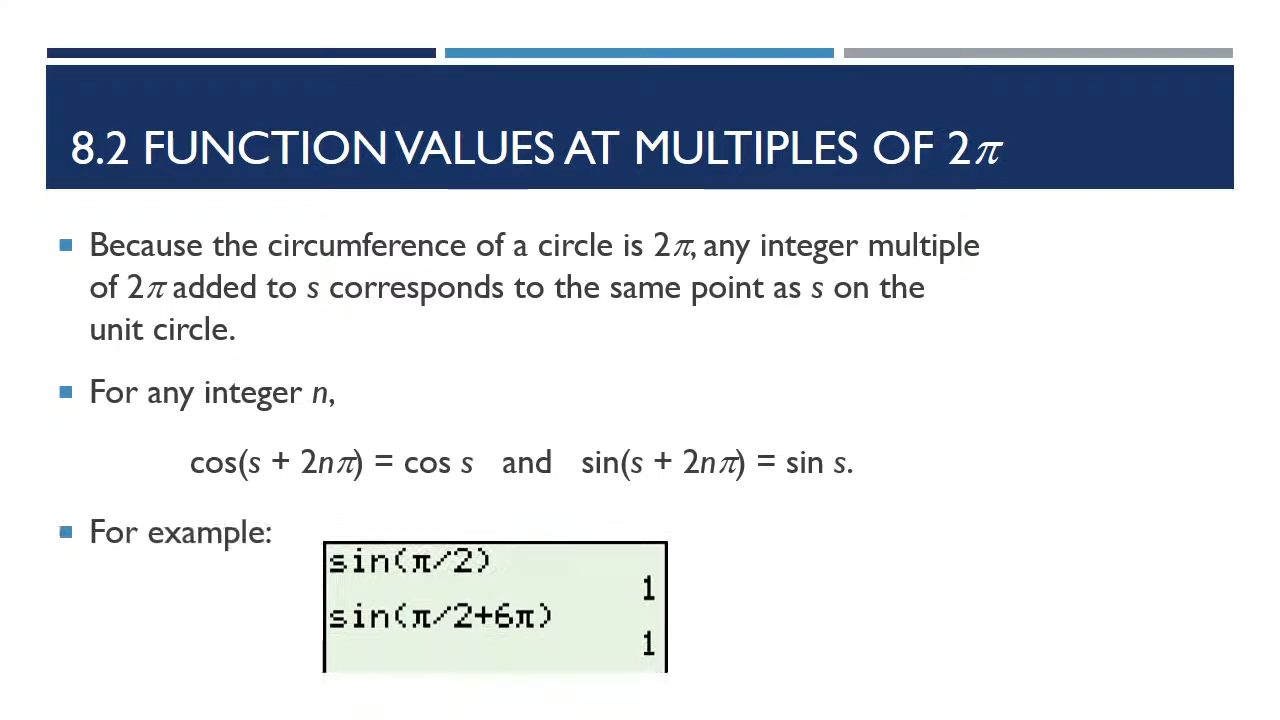 8.2 FUNCTION VALUES AT MULTIPLES OF 2π
Because the circumference of a circle is 2π, any integer multiple
of 2π added to s corresponds to the same point as s on the
unit circle.
For any integer n,
cos(s + 2nπ) = cos s and sin(s + 2nπ) = sin s.
For example:
sin(π/2)
1
sin(π/2+6π)
1